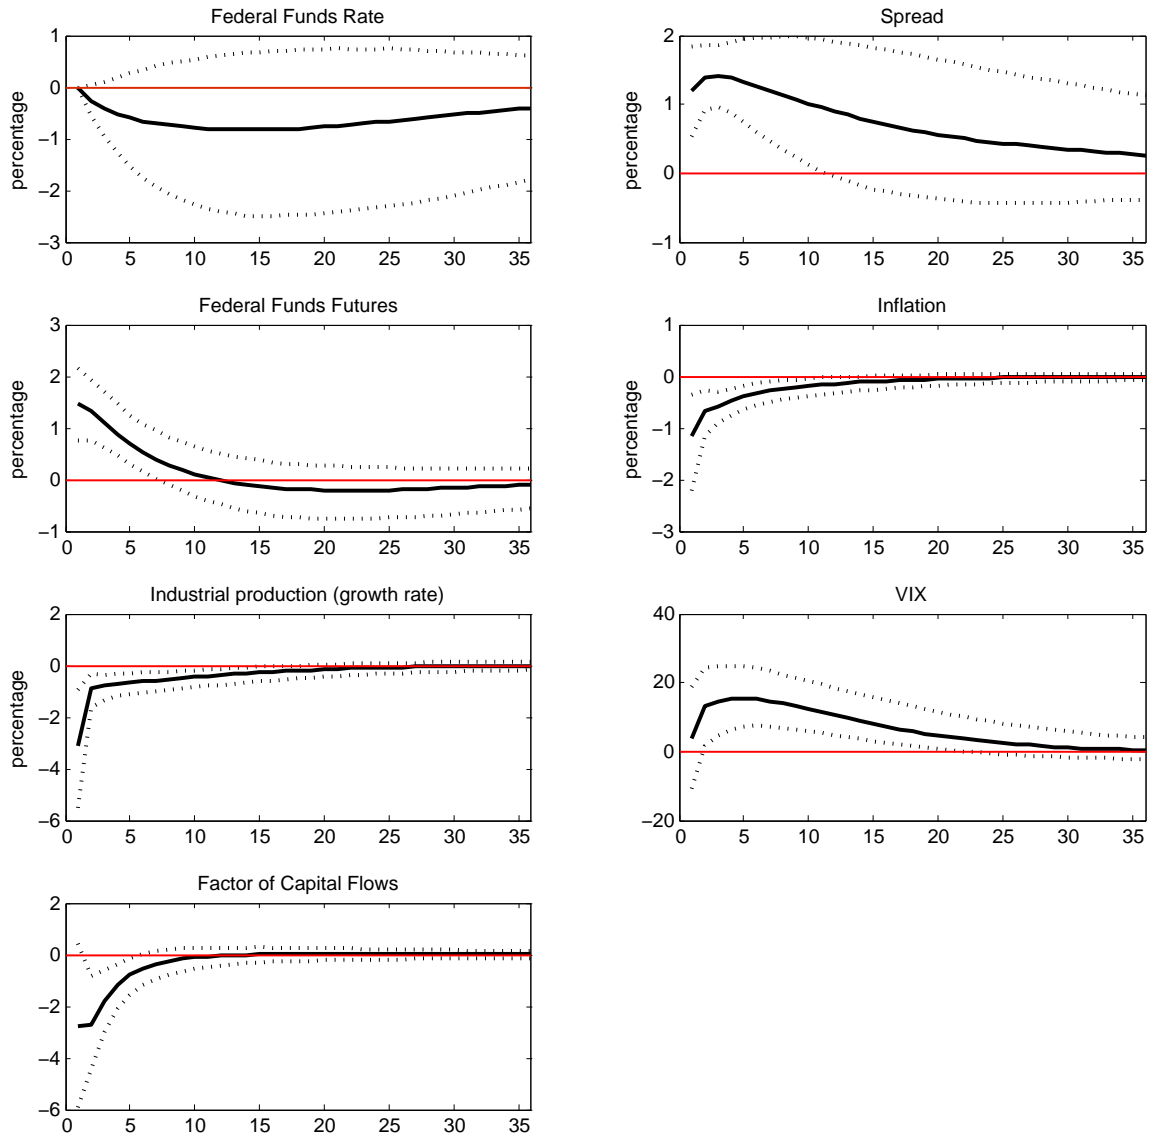 Federal Funds Rate
1
0
−1
−2
−3
percentage
0 5 10 15 20 25 30 35
Spread
2
1
0
−1
percentage
0 5 10 15 20 25 30 35
Federal Funds Futures
3
2
1
0
−1
percentage
0 5 10 15 20 25 30 35
Inflation
1
0
−1
−2
−3
percentage
0 5 10 15 20 25 30 35
Industrial production (growth rate)
2
0
−2
−4
−6
percentage
0 5 10 15 20 25 30 35
VIX
40
20
0
−20
0 5 10 15 20 25 30 35
Factor of Capital Flows
2
0
−2
−4
−6
0 5 10 15 20 25 30 35